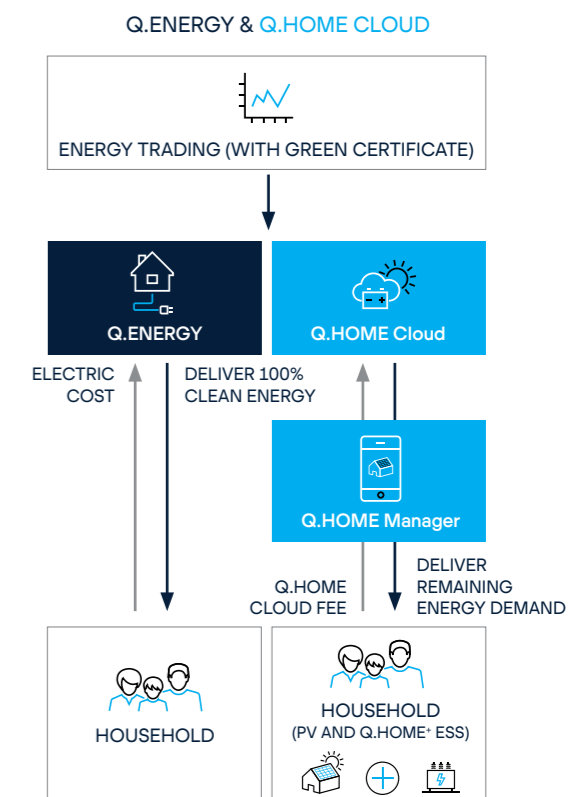 Q.ENERGY & Q.HOME CLOUD
ENERGY TRADING (WITH GREEN CERTIFICATE)
Q.ENERGY
Q.HOME Cloud
ELECTRIC
COST
DELIVER 100%
CLEAN ENERGY
Q.HOME Manager
Q.HOME
CLOUD FEE
DELIVER
REMAINING
ENERGY DEMAND
HOUSEHOLD
HOUSEHOLD
(PV AND Q.HOME⁺ ESS)